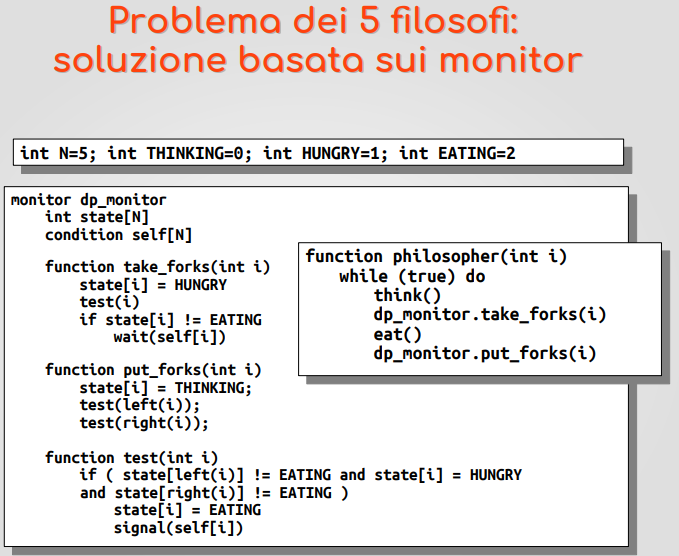 Problema dei 5 filosofi:
soluzione basata sui monitor
int N=5; int THINKING=0; int HUNGRY=1; int EATING=2
monitor dp_monitor
int state[N]
condition self[N]
function take_forks(int i)
state[i] = HUNGRY
test(i)
if state[i] != EATING
wait(self[i])
function put_forks(int i)
state[i] = THINKING;
test(left(i));
test(right(i));
function test(int i)
if ( state[left(i)] != EATING and state[i] = HUNGRY
and state[right(i)] != EATING )
state[i] = EATING
signal(self[i])
function philosopher(int i)
while (true) do
think()
dp_monitor.take_forks(i)
eat()
dp_monitor.put_forks(i)